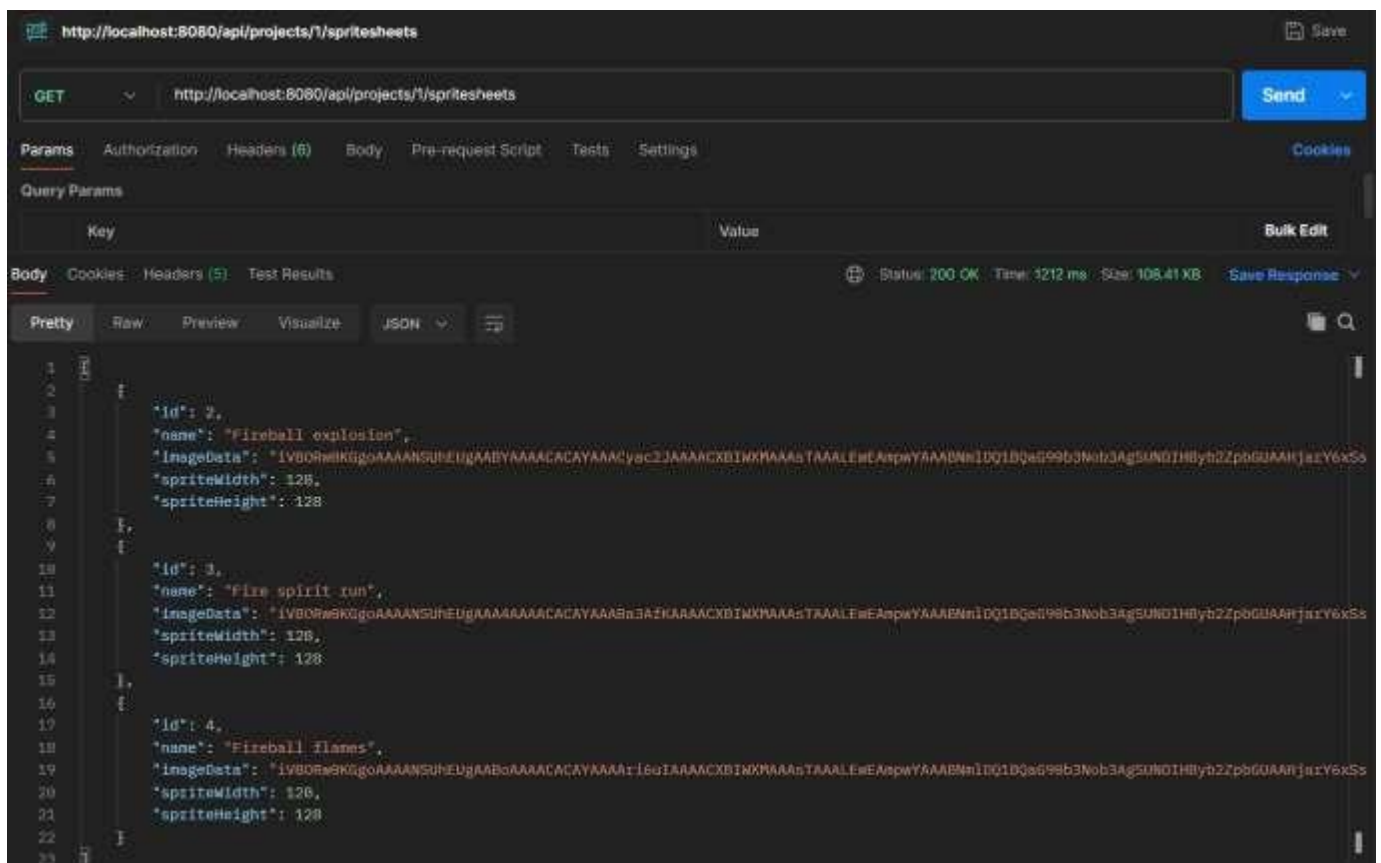 http://localhost:8080/api/projects/1/spritesheets
Save
GET
http://localhost:8080/api/projects/1/spritesheets
Send
Params Authorization Headers (6) Body Pre-request Script Tests Settings
Cookies
Query Params
Key Value Bulk Edit
Body Cookies Headers (5) Test Results
Status: 200 OK Time: 1212 ms Size: 108.41 KB Save Response
Pretty Raw Preview Visualize JSON
1 [
2 {
3 "id": 2,
4 "name": "Fireball explosion",
5 "imageData": "
6 "spriteWidth": 128,
7 "spriteHeight": 128
8 },
9 {
10 "id": 3,
11 "name": "Fire spirit run",
12 "imageData": "
13 "spriteWidth": 128,
14 "spriteHeight": 128
15 },
16 {
17 "id": 4,
18 "name": "Fireball flames",
19 "imageData": "
20 "spriteWidth": 128,
21 "spriteHeight": 128
22 }
23 ]